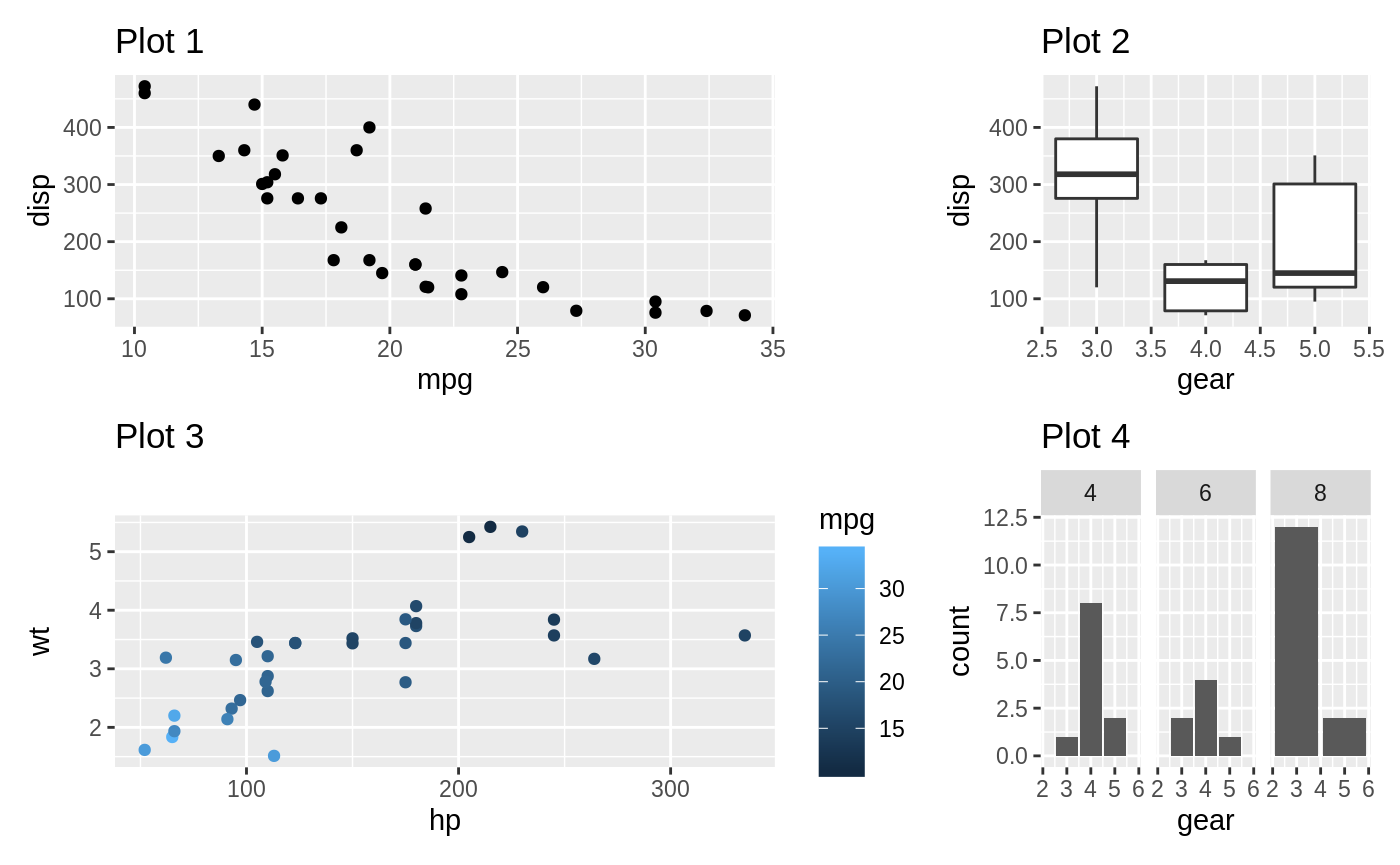 Plot 1
400
300
200
100
disp
10 15 20 25 30 35
mpg
Plot 2
400
300
200
100
disp
2.5 3.0 3.5 4.0 4.5 5.0 5.5
gear
Plot 3
5
4
3
2
wt
100 200 300
hp
mpg
30
25
20
15
Plot 4
4 6 8
12.5
10.0
7.5
5.0
2.5
0.0
count
2 3 4 5 6 2 3 4 5 6 2 3 4 5 6
gear